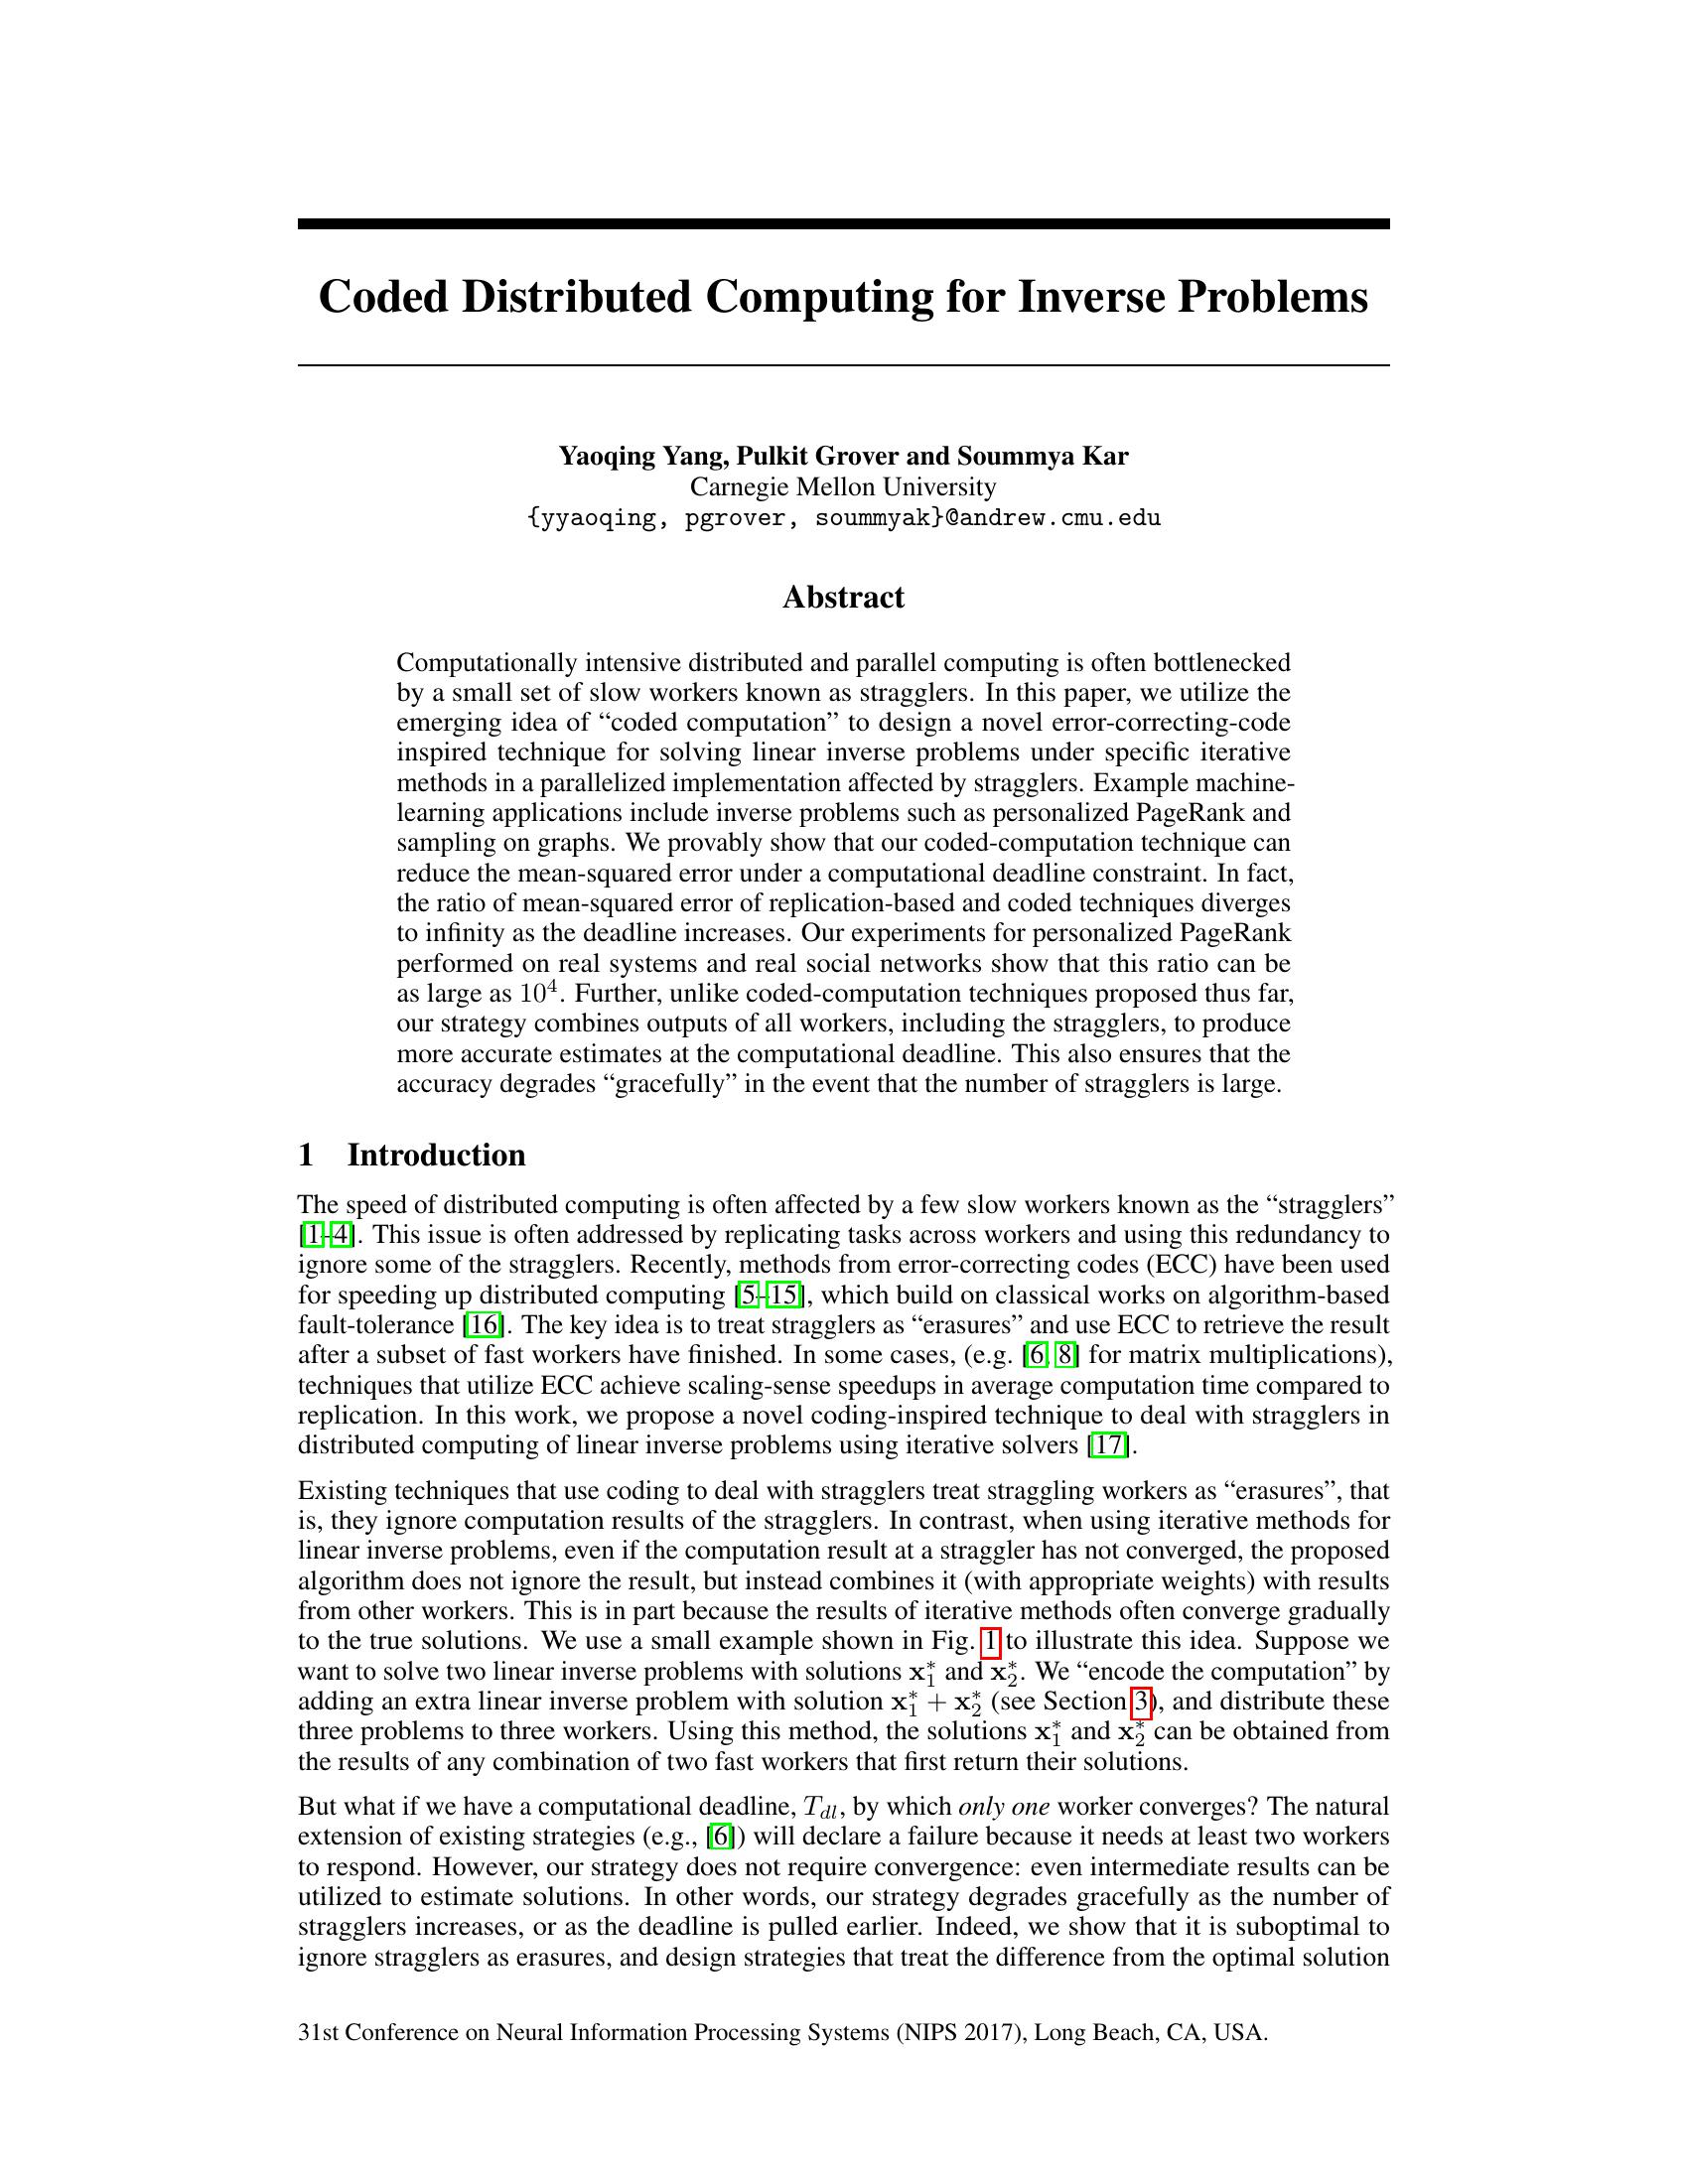 Coded Distributed Computing for Inverse Problems
Yaoqing Yang, Pulkit Grover and Soummya Kar
Carnegie Mellon University
{yyaoqing, pgrover, soummyak}@andrew.cmu.edu
Abstract
Computationally intensive distributed and parallel computing is often bottlenecked
by a small set of slow workers known as stragglers. In this paper, we utilize the
emerging idea of “coded computation” to design a novel error-correcting-code
inspired technique for solving linear inverse problems under specific iterative
methods in a parallelized implementation affected by stragglers. Example machine-
learning applications include inverse problems such as personalized PageRank and
sampling on graphs. We provably show that our coded-computation technique can
reduce the mean-squared error under a computational deadline constraint. In fact,
the ratio of mean-squared error of replication-based and coded techniques diverges
to infinity as the deadline increases. Our experiments for personalized PageRank
performed on real systems and real social networks show that this ratio can be
as large as 10⁴. Further, unlike coded-computation techniques proposed thus far,
our strategy combines outputs of all workers, including the stragglers, to produce
more accurate estimates at the computational deadline. This also ensures that the
accuracy degrades “gracefully” in the event that the number of stragglers is large.
1 Introduction
The speed of distributed computing is often affected by a few slow workers known as the “stragglers”
[1–4]. This issue is often addressed by replicating tasks across workers and using this redundancy to
ignore some of the stragglers. Recently, methods from error-correcting codes (ECC) have been used
for speeding up distributed computing [5–15], which build on classical works on algorithm-based
fault-tolerance [16]. The key idea is to treat stragglers as “erasures” and use ECC to retrieve the result
after a subset of fast workers have finished. In some cases, (e.g. [6, 8] for matrix multiplications),
techniques that utilize ECC achieve scaling-sense speedups in average computation time compared to
replication. In this work, we propose a novel coding-inspired technique to deal with stragglers in
distributed computing of linear inverse problems using iterative solvers [17].
Existing techniques that use coding to deal with stragglers treat straggling workers as “erasures”, that
is, they ignore computation results of the stragglers. In contrast, when using iterative methods for
linear inverse problems, even if the computation result at a straggler has not converged, the proposed
algorithm does not ignore the result, but instead combines it (with appropriate weights) with results
from other workers. This is in part because the results of iterative methods often converge gradually
to the true solutions. We use a small example shown in Fig. 1 to illustrate this idea. Suppose we
want to solve two linear inverse problems with solutions x₁* and x₂*. We “encode the computation” by
adding an extra linear inverse problem with solution x₁* + x₂* (see Section 3), and distribute these
three problems to three workers. Using this method, the solutions x₁* and x₂* can be obtained from
the results of any combination of two fast workers that first return their solutions.
But what if we have a computational deadline, T_dl, by which only one worker converges? The natural
extension of existing strategies (e.g., [6]) will declare a failure because it needs at least two workers
to respond. However, our strategy does not require convergence: even intermediate results can be
utilized to estimate solutions. In other words, our strategy degrades gracefully as the number of
stragglers increases, or as the deadline is pulled earlier. Indeed, we show that it is suboptimal to
ignore stragglers as erasures, and design strategies that treat the difference from the optimal solution
31st Conference on Neural Information Processing Systems (NIPS 2017), Long Beach, CA, USA.